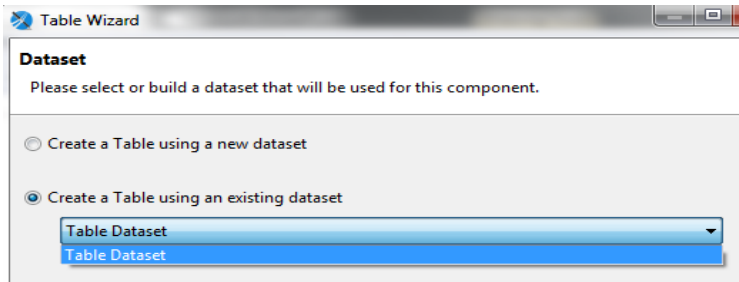 Table Wizard
Dataset
Please select or build a dataset that will be used for this component.
Create a Table using a new dataset
Create a Table using an existing dataset
Table Dataset
Table Dataset